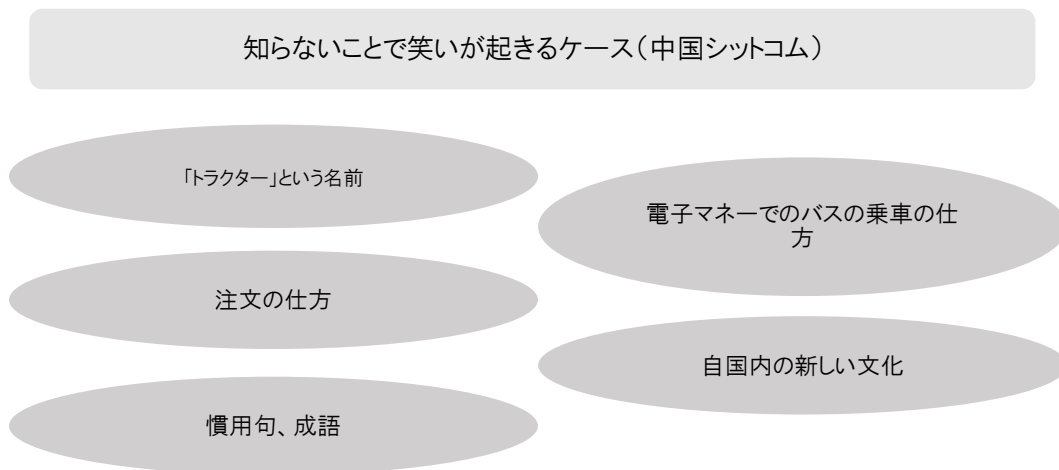 知らないことで笑いが起きるケース（中国シットコム）
「トラクター」という名前
注文の仕方
慣用句、成語
電子マネーでのバスの乗車の仕
方
自国内の新しい文化